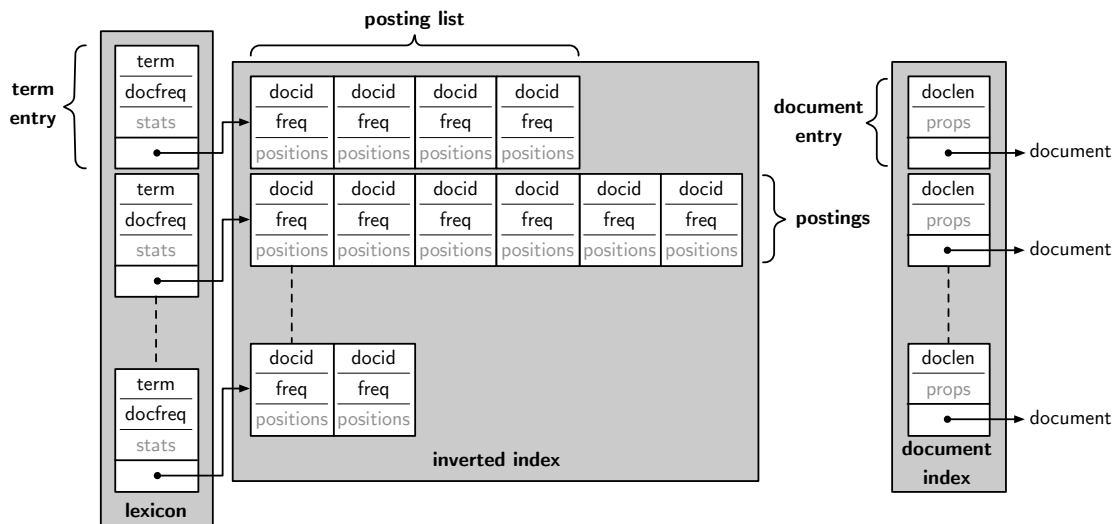 posting list
term
entry
term
docfreq
stats
docid docid docid docid
freq freq freq freq
positions positions positions positions
document
entry
doclen
props
document
term
docfreq
stats
docid docid docid docid docid docid
freq freq freq freq freq freq
positions positions positions positions positions positions
postings
doclen
props
document
term
docfreq
stats
docid docid
freq freq
positions positions
doclen
props
document
inverted index
lexicon
document
index